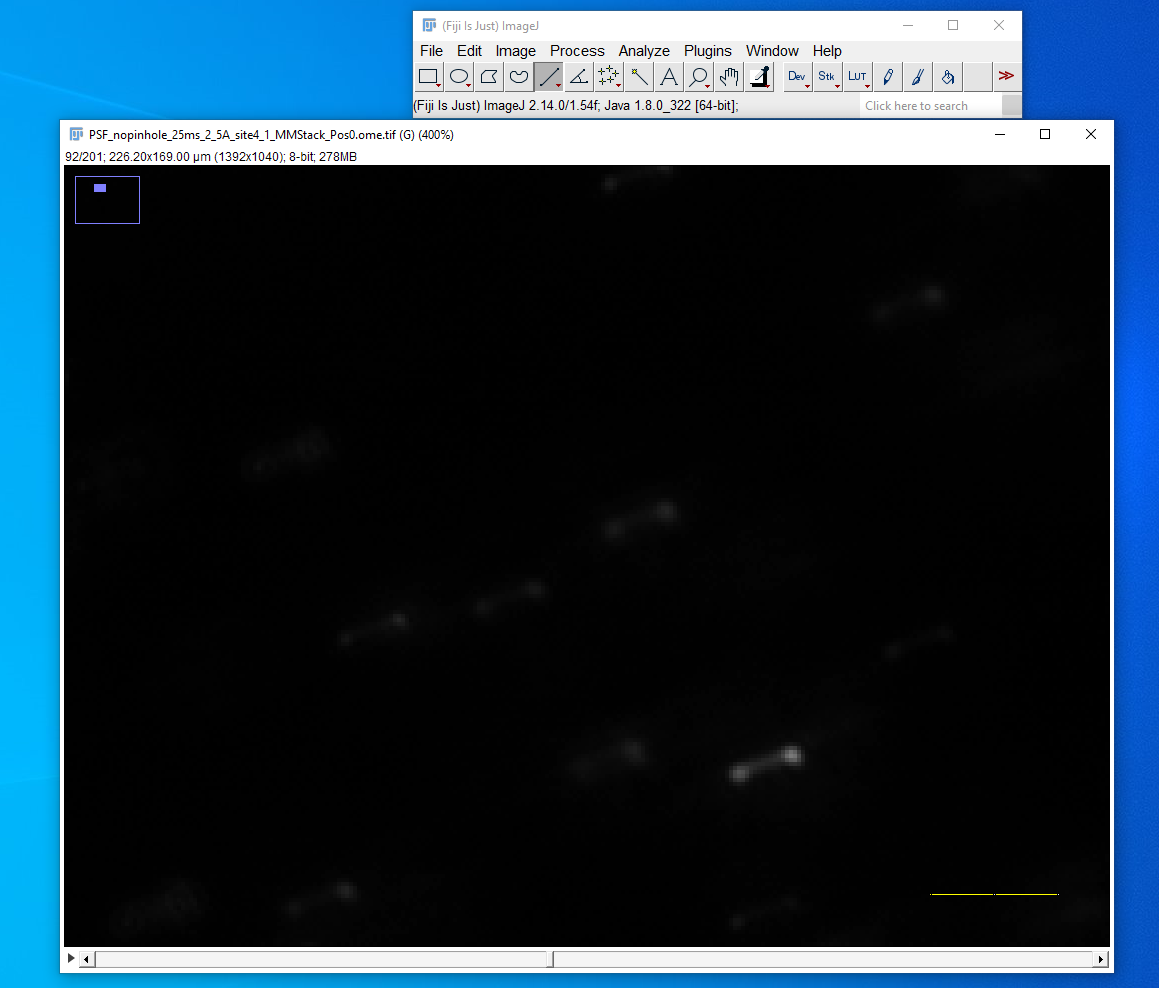 (Fiji Is Just) ImageJ
File Edit Image Process Analyze Plugins Window Help
Dev Stk LUT
(Fiji Is Just) ImageJ 2.14.0/1.54f; Java 1.8.0_322 [64-bit];
Click here to search
PSF_nopinhole_25ms_2_5A_site4_1_MMStack_Pos0.ome.tif (G) (400%)
92/201; 226.20x169.00 µm (1392x1040); 8-bit; 278MB